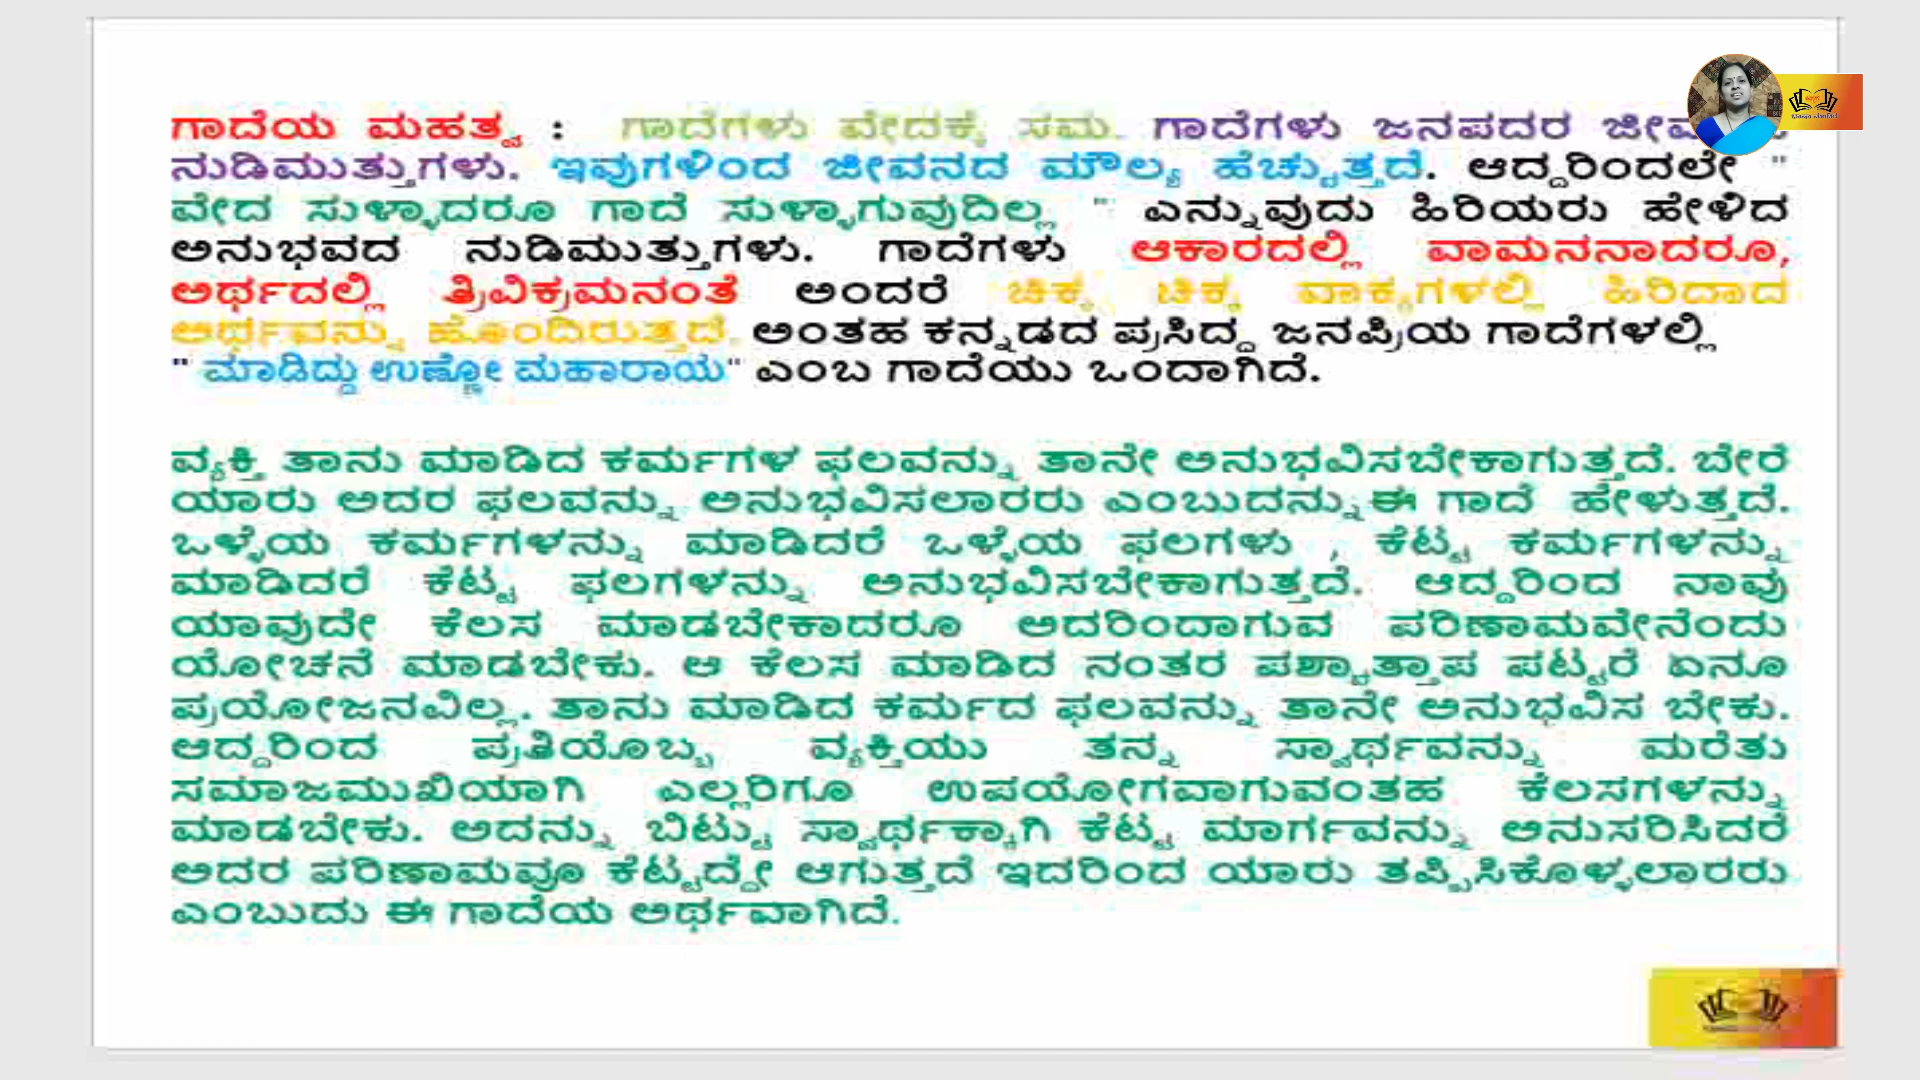 ಗಾದೆಯ ಮಹತ್ವ : ಗಾದೆಗಳು ವೇದಕ್ಕೆ ಸಮ. ಗಾದೆಗಳು ಜನಪದರ
ನುಡಿಮುತ್ತುಗಳು. ಇವುಗಳಿಂದ ಜೀವನದ ಮೌಲ್ಯ ಹೆಚ್ಚುತ್ತದೆ. ಆದ್ದರಿಂದಲೇ "
ವೇದ ಸುಳ್ಳಾದರೂ ಗಾದೆ ಸುಳ್ಳಾಗುವುದಿಲ್ಲ " ಎನ್ನುವುದು ಹಿರಿಯರು ಹೇಳಿದ
ಅನುಭವದ ನುಡಿಮುತ್ತುಗಳು. ಗಾದೆಗಳು ಆಕಾರದಲ್ಲಿ ವಾಮನನಾದರೂ,
ಅರ್ಥದಲ್ಲಿ ತ್ರಿವಿಕ್ರಮನಂತೆ ಅಂದರೆ ಚಿಕ್ಕ ಚಿಕ್ಕ ವಾಕ್ಯಗಳಲ್ಲಿ ಹಿರಿದಾದ
ಅರ್ಥವನ್ನು ಹೊಂದಿರುತ್ತದೆ. ಅಂತಹ ಕನ್ನಡದ ಪ್ರಸಿದ್ದ ಜನಪ್ರಿಯ ಗಾದೆಗಳಲ್ಲಿ
" ಮಾಡಿದ್ದು ಉಣ್ಣೋ ಮಹಾರಾಯ" ಎಂಬ ಗಾದೆಯು ಒಂದಾಗಿದೆ.
ವ್ಯಕ್ತಿ ತಾನು ಮಾಡಿದ ಕರ್ಮಗಳ ಫಲವನ್ನು ತಾನೇ ಅನುಭವಿಸಬೇಕಾಗುತ್ತದೆ. ಬೇರೆ
ಯಾರು ಅದರ ಫಲವನ್ನು ಅನುಭವಿಸಲಾರರು ಎಂಬುದನ್ನು ಈ ಗಾದೆ ಹೇಳುತ್ತದೆ.
ಒಳ್ಳೆಯ ಕರ್ಮಗಳನ್ನು ಮಾಡಿದರೆ ಒಳ್ಳೆಯ ಫಲಗಳು , ಕೆಟ್ಟ ಕರ್ಮಗಳನ್ನು
ಮಾಡಿದರೆ ಕೆಟ್ಟ ಫಲಗಳನ್ನು ಅನುಭವಿಸಬೇಕಾಗುತ್ತದೆ. ಆದ್ದರಿಂದ ನಾವು
ಯಾವುದೇ ಕೆಲಸ ಮಾಡಬೇಕಾದರೂ ಅದರಿಂದಾಗುವ ಪರಿಣಾಮವೇನೆಂದು
ಯೋಚನೆ ಮಾಡಬೇಕು. ಆ ಕೆಲಸ ಮಾಡಿದ ನಂತರ ಪಶ್ಚಾತ್ತಾಪ ಪಟ್ಟರೆ ಏನೂ
ಪ್ರಯೋಜನವಿಲ್ಲ. ತಾನು ಮಾಡಿದ ಕರ್ಮದ ಫಲವನ್ನು ತಾನೇ ಅನುಭವಿಸ ಬೇಕು.
ಆದ್ದರಿಂದ ಪ್ರತಿಯೊಬ್ಬ ವ್ಯಕ್ತಿಯು ತನ್ನ ಸ್ವಾರ್ಥವನ್ನು ಮರೆತು
ಸಮಾಜಮುಖಿಯಾಗಿ ಎಲ್ಲರಿಗೂ ಉಪಯೋಗವಾಗುವಂತಹ ಕೆಲಸಗಳನ್ನು
ಮಾಡಬೇಕು. ಅದನ್ನು ಬಿಟ್ಟು ಸ್ವಾರ್ಥಕ್ಕಾಗಿ ಕೆಟ್ಟ ಮಾರ್ಗವನ್ನು ಅನುಸರಿಸಿದರೆ
ಅದರ ಪರಿಣಾಮವೂ ಕೆಟ್ಟದ್ದೇ ಆಗುತ್ತದೆ ಇದರಿಂದ ಯಾರು ತಪ್ಪಿಸಿಕೊಳ್ಳಲಾರರು
ಎಂಬುದು ಈ ಗಾದೆಯ ಅರ್ಥವಾಗಿದೆ.